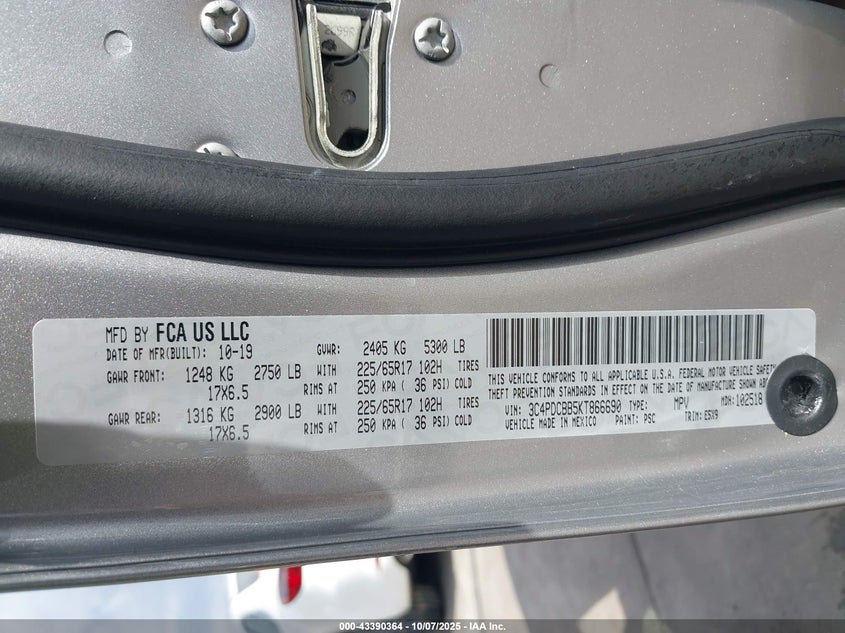 MFD BY FCA US LLC
DATE OF MFR(BUILT): 10-19 GVWR: 2405 KG 5300 LB
GAWR FRONT: 1248 KG 2750 LB WITH 225/65R17 102H TIRES
17X6.5 RIMS AT 250 KPA ( 36 PSI) COLD
GAWR REAR: 1316 KG 2900 LB WITH 225/65R17 102H TIRES
17X6.5 RIMS AT 250 KPA ( 36 PSI) COLD
THIS VEHICLE CONFORMS TO ALL APPLICABLE U.S.A. FEDERAL MOTOR VEHICLE SAFETY
THEFT PREVENTION STANDARDS IN EFFECT ON THE DATE OF MANUFACTURE SHOWN
VIN: 3C4PDCBB5KT866690 TYPE: MPV MDH: 102518
VEHICLE MADE IN MEXICO PAINT: PSC TRIM: ESX9
000-43390364 - 10/07/2025 - IAA Inc.